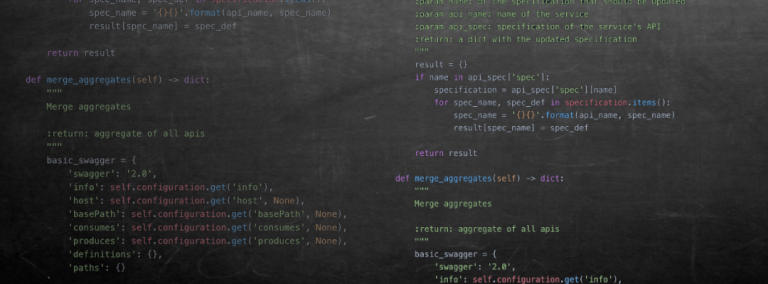 for spec_name, spec_def in specification.items():
spec_name = '{}{}'.format(api_name, spec_name)
result[spec_name] = spec_def
return result
def merge_aggregates(self) -> dict:
"""
Merge aggregates
:return: aggregate of all apis
"""
basic_swagger = {
'swagger': '2.0',
'info': self.configuration.get('info'),
'host': self.configuration.get('host', None),
'basePath': self.configuration.get('basePath', None),
'consumes': self.configuration.get('consumes', None),
'produces': self.configuration.get('produces', None),
'definitions': {},
'paths': {}
:param name: of the specification that should be updated
:param api_name: name of the service
:param api_spec: specification of the service's API
:return: a dict with the updated specification
"""
result = {}
if name in api_spec['spec']:
specification = api_spec['spec'][name]
for spec_name, spec_def in specification.items():
spec_name = '{}{}'.format(api_name, spec_name)
result[spec_name] = spec_def
return result
def merge_aggregates(self) -> dict:
"""
Merge aggregates
:return: aggregate of all apis
"""
basic_swagger = {
'swagger': '2.0',
'info': self.configuration.get('info'),